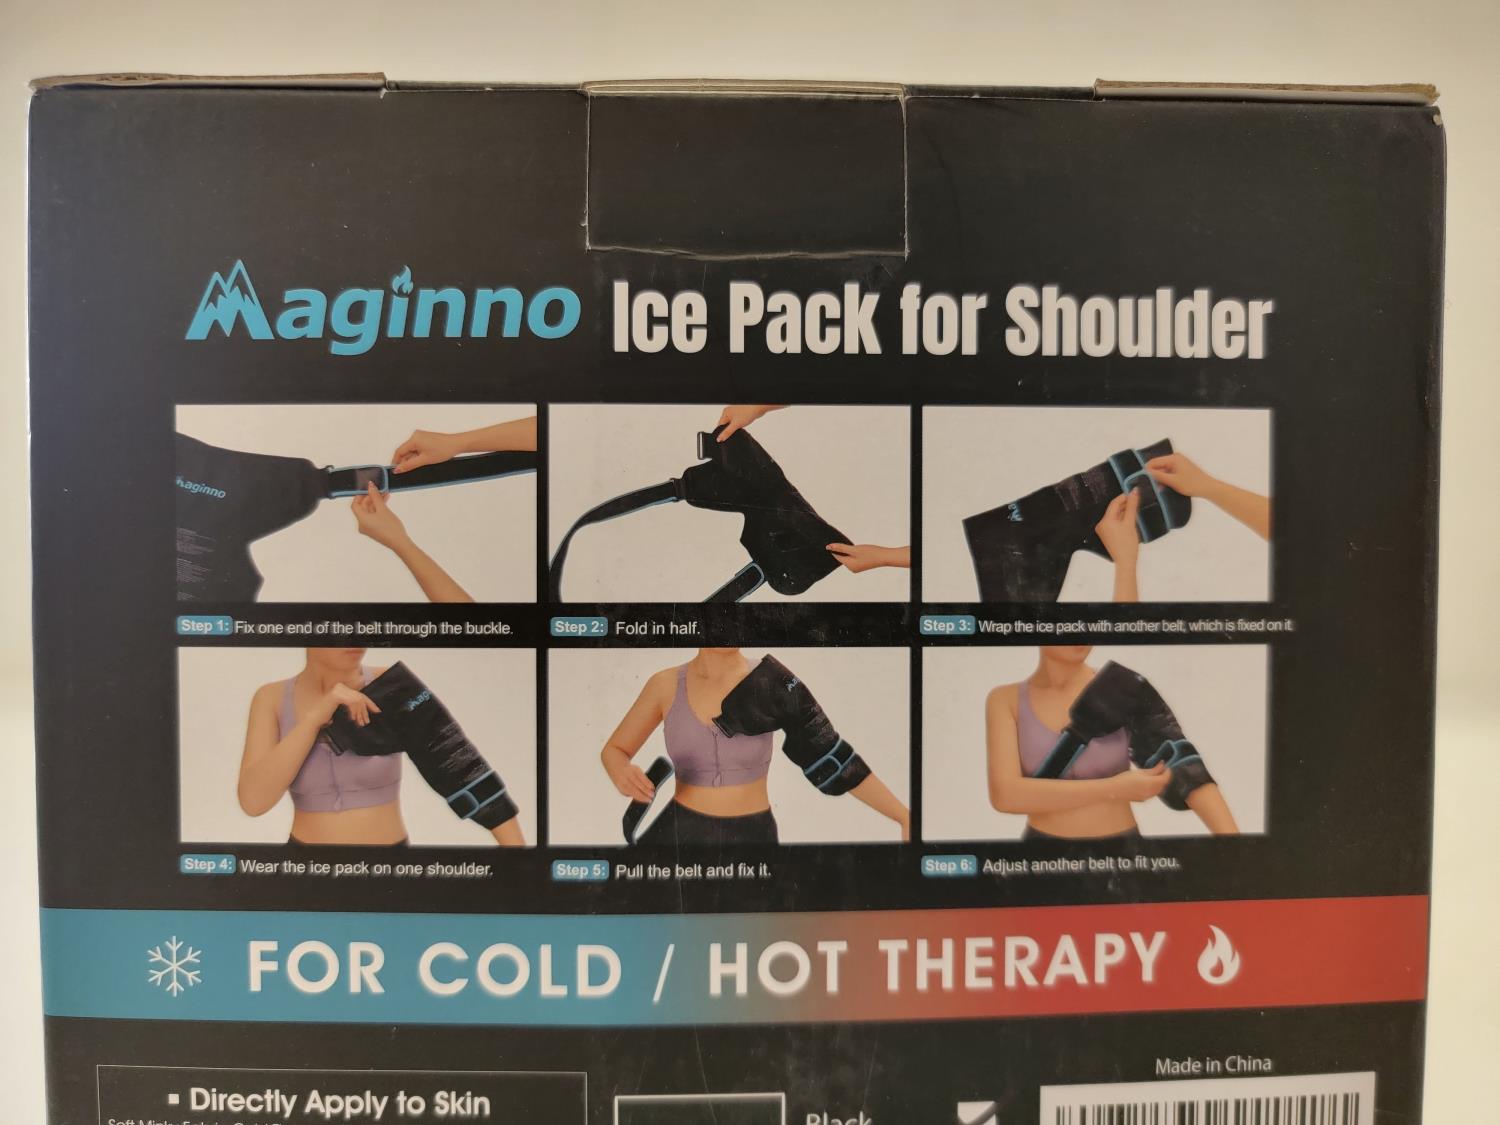 Maginno Ice Pack for Shoulder
Maginno
Step 1: Fix one end of the belt through the buckle.
Step 2: Fold in half.
Step 3: Wrap the ice pack with another belt, which is fixed on it.
Step 4: Wear the ice pack on one shoulder.
Step 5: Pull the belt and fix it.
Step 6: Adjust another belt to fit you.
FOR COLD / HOT THERAPY
Made in China
▪ Directly Apply to Skin
Black